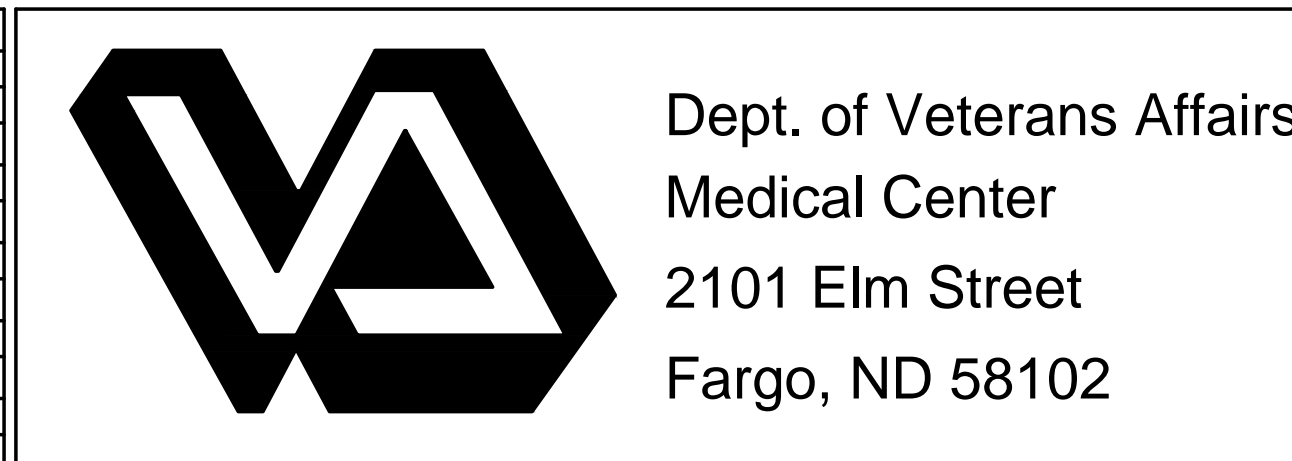 Dept. of Veterans Affairs
Medical Center
2101 Elm Street
Fargo, ND 58102